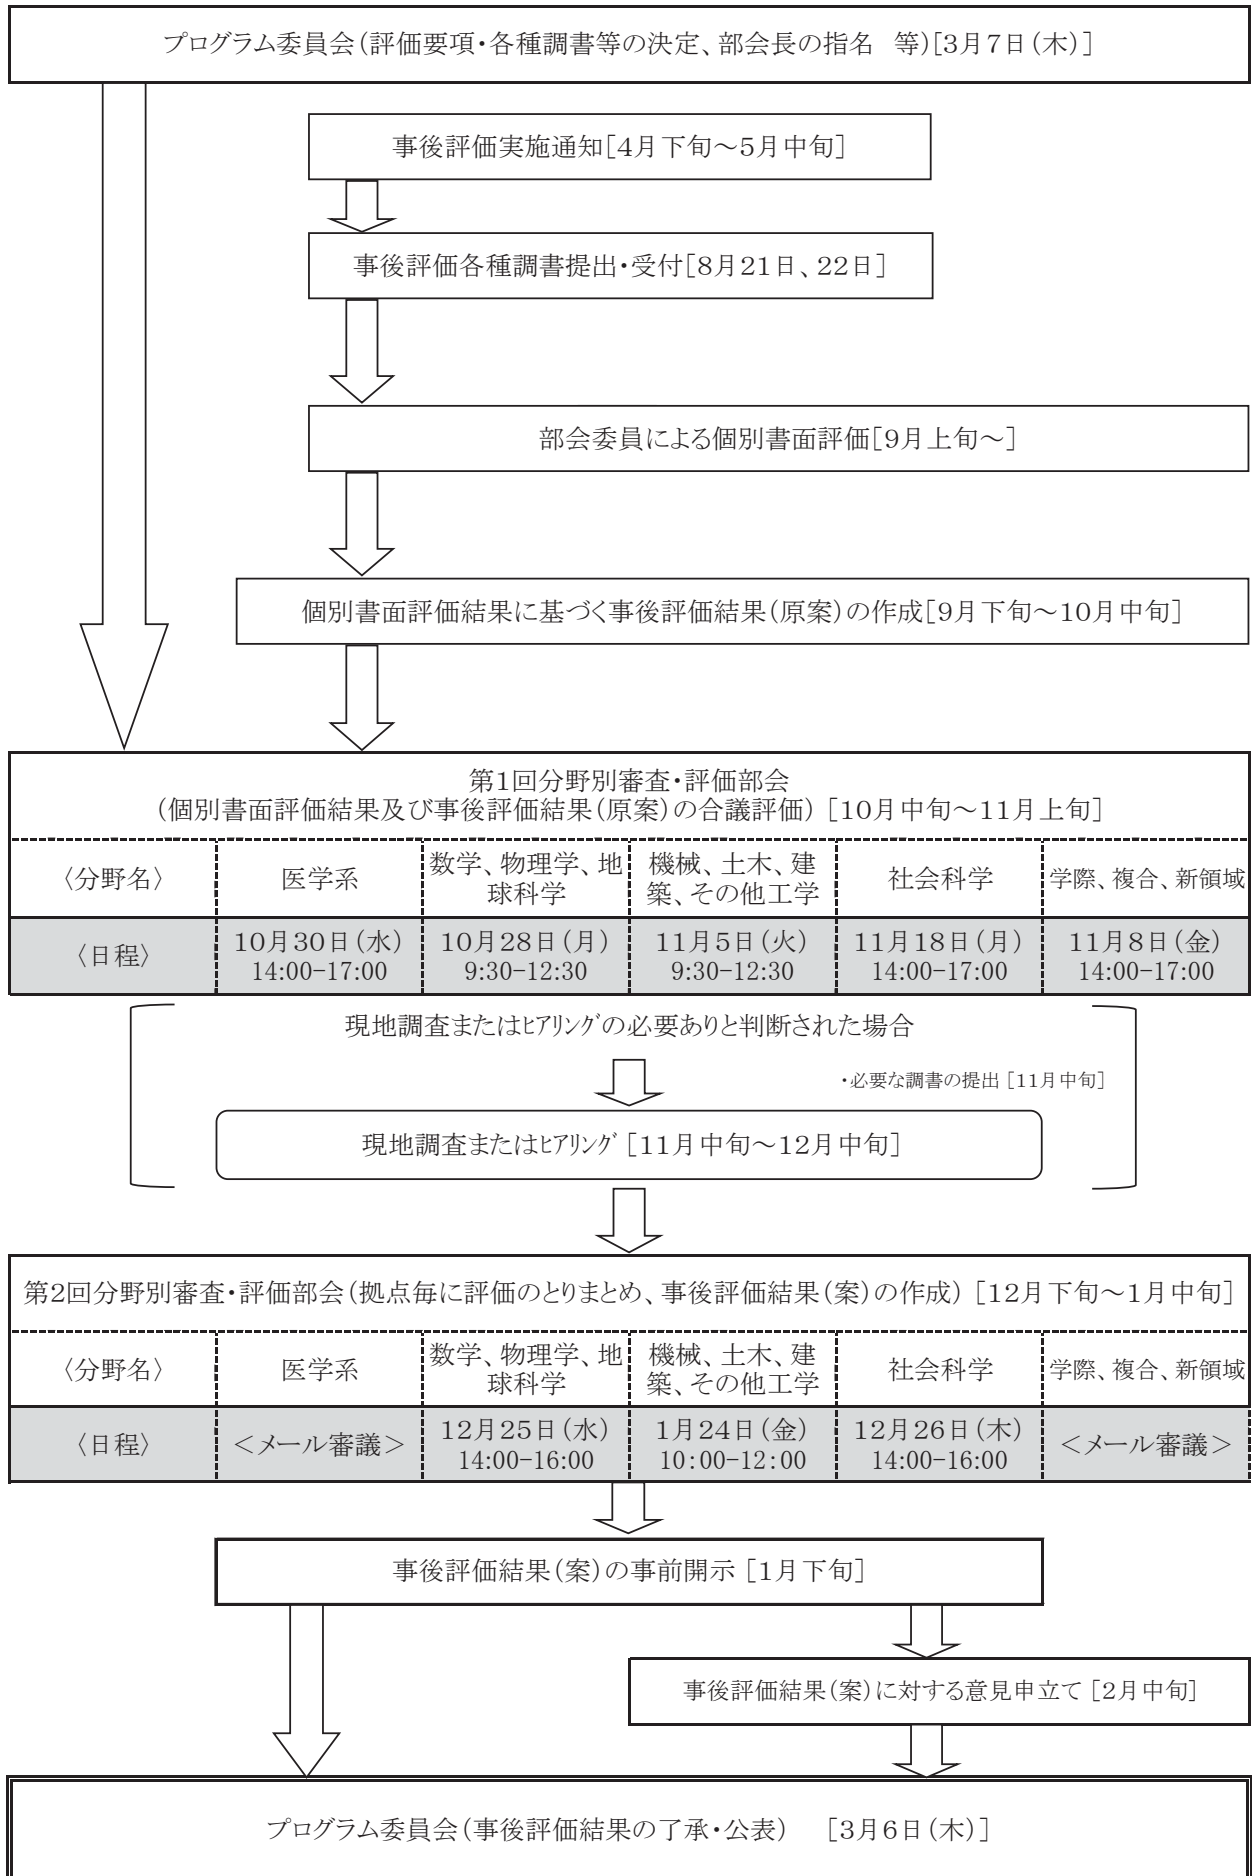 プログラム委員会(評価要項・各種調書等の決定、部会長の指名　等)[3月7日(木)]
事後評価実施通知[4月下旬～5月中旬]
事後評価各種調書提出・受付[8月21日、22日]
部会委員による個別書面評価[9月上旬～]
個別書面評価結果に基づく事後評価結果(原案)の作成[9月下旬～10月中旬]
第1回分野別審査・評価部会
(個別書面評価結果及び事後評価結果(原案)の合議評価) [10月中旬～11月上旬]
〈分野名〉 医学系 数学、物理学、地球科学 機械、土木、建築、その他工学 社会科学 学際、複合、新領域
〈日程〉 10月30日(水) 10月28日(月) 11月5日(火) 11月18日(月) 11月8日(金)
14:00-17:00 9:30-12:30 9:30-12:30 14:00-17:00 14:00-17:00
現地調査またはﾋｱﾘﾝｸﾞの必要ありと判断された場合
・必要な調書の提出 [11月中旬]
現地調査またはﾋｱﾘﾝｸﾞ [11月中旬～12月中旬]
第2回分野別審査・評価部会(拠点毎に評価のとりまとめ、事後評価結果(案)の作成) [12月下旬～1月中旬]
〈分野名〉 医学系 数学、物理学、地球科学 機械、土木、建築、その他工学 社会科学 学際、複合、新領域
〈日程〉 <メール審議> 12月25日(水) 1月24日(金) 12月26日(木) <メール審議>
14:00-16:00 10:00-12:00 14:00-16:00
事後評価結果(案)の事前開示 [1月下旬]
事後評価結果(案)に対する意見申立て [2月中旬]
プログラム委員会(事後評価結果の了承・公表)　[3月6日(木)]